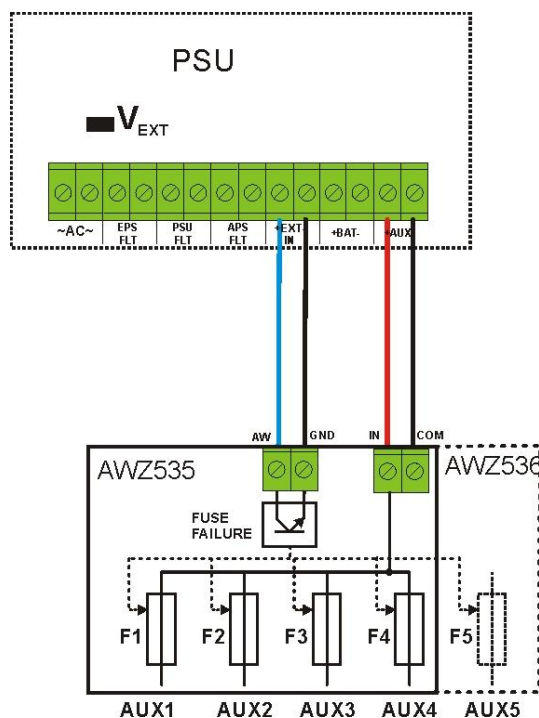 PSU
VEXT
~AC~ EPS FLT PSU FLT APS FLT +EXT- IN +BAT- +AUX-
AW GND IN COM
AWZ535 AWZ536
FUSE
FAILURE
F1 F2 F3 F4 F5
AUX1 AUX2 AUX3 AUX4 AUX5